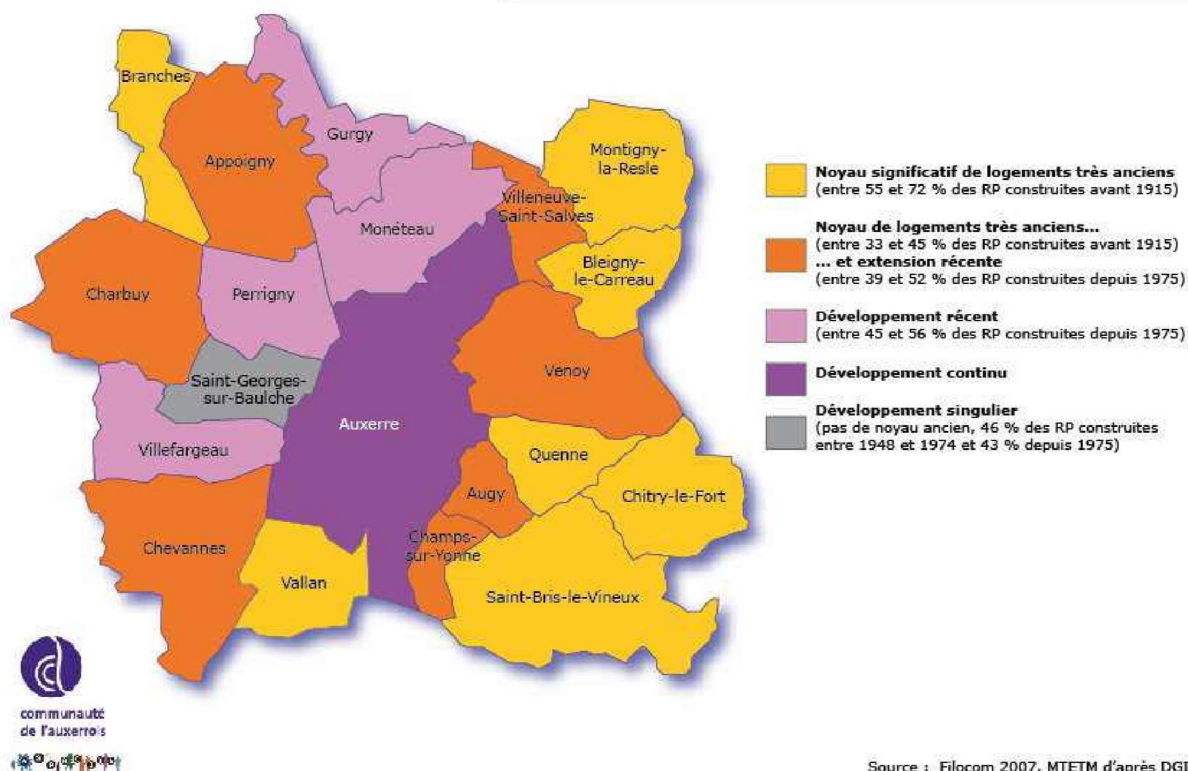 Branches
Appoigny
Gurgy
Montigny-
la-Resle
Villeneuve-
Saint-Salves
Monéteau
Bleigny-
le-Carreau
Charbuy
Perrigny
Venoy
Saint-Georges-
sur-Baulche
Auxerre
Villefargeau
Quenne
Augy
Chitry-le-Fort
Chevannes
Champs-
sur-Yonne
Vallan
Saint-Bris-le-Vineux
Noyau significatif de logements très anciens
(entre 55 et 72 % des RP construites avant 1915)
Noyau de logements très anciens...
(entre 33 et 45 % des RP construites avant 1915)
... et extension récente
(entre 39 et 52 % des RP construites depuis 1975)
Développement récent
(entre 45 et 56 % des RP construites depuis 1975)
Développement continu
Développement singulier
(pas de noyau ancien, 46 % des RP construites
entre 1948 et 1974 et 43 % depuis 1975)
communauté
de l'auxerrois
Source : Filocom 2007, MTETM d'après DGI